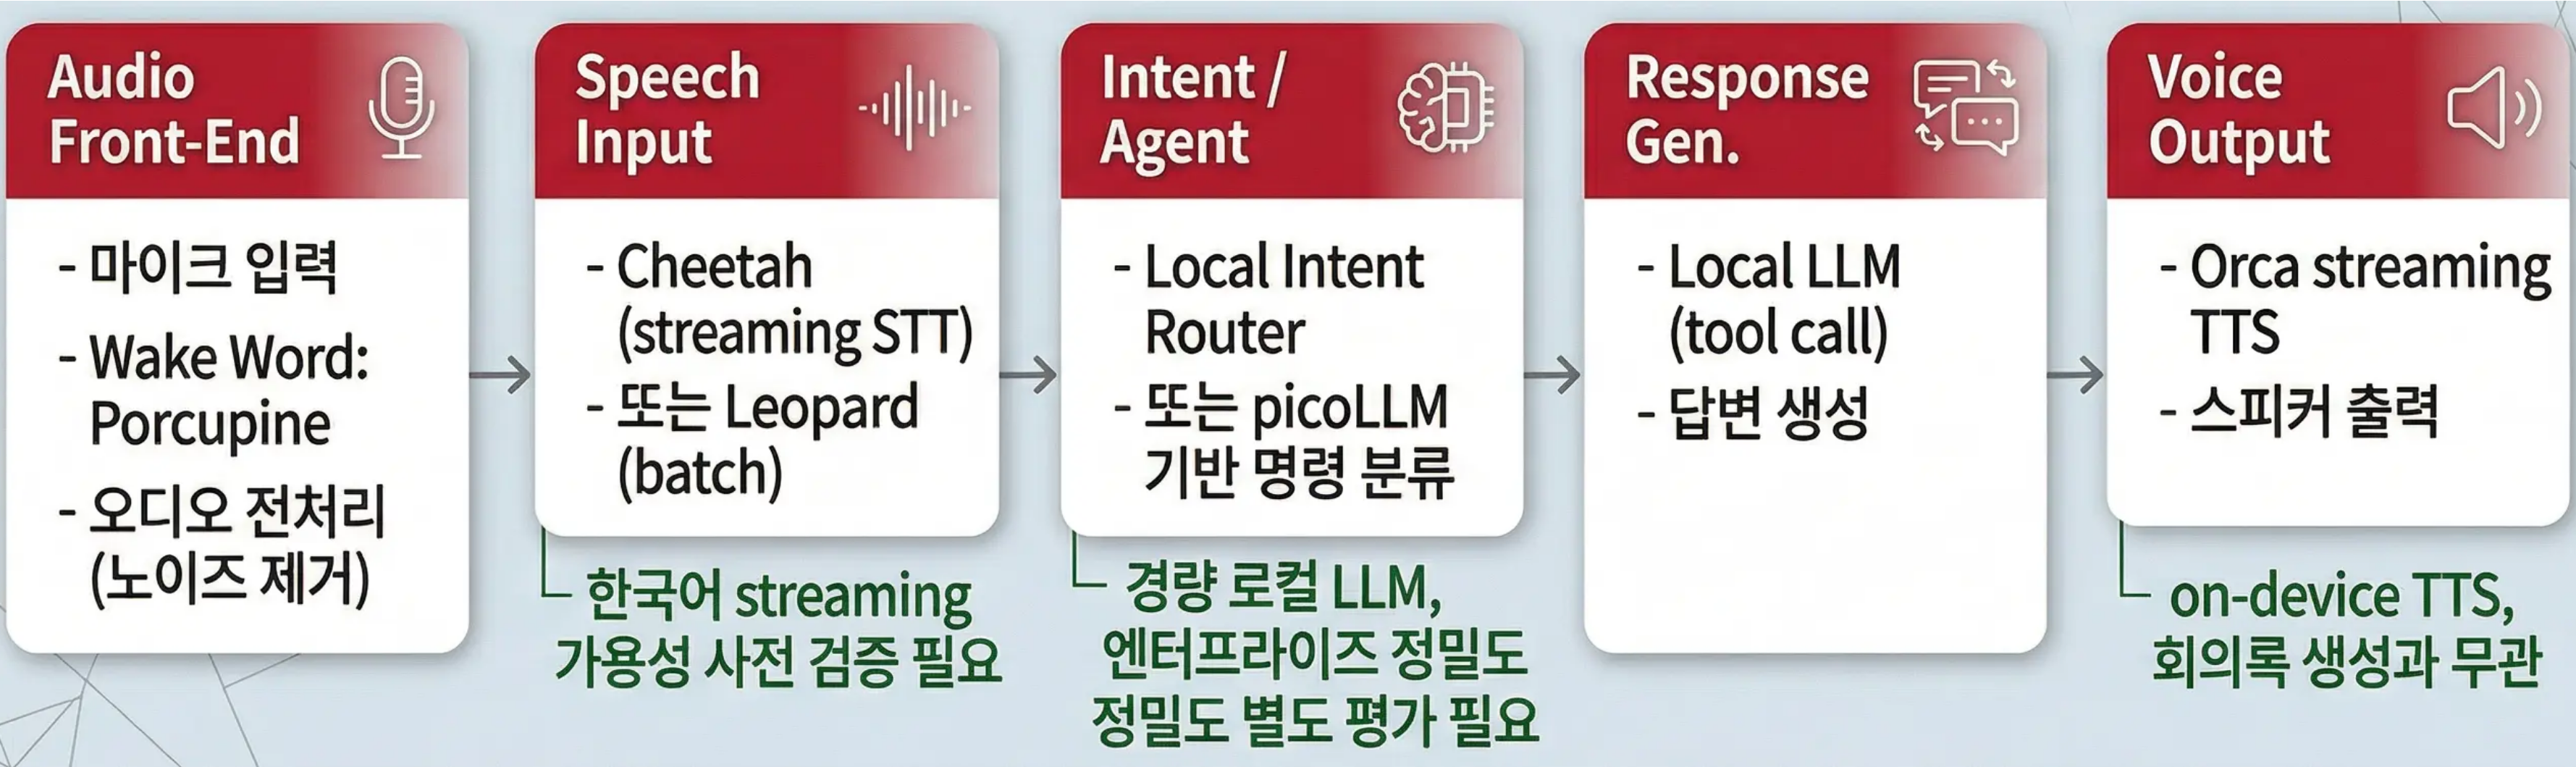 Audio
Front-End
- 마이크 입력
- Wake Word:
Porcupine
- 오디오 전처리
(노이즈 제거)
Speech
Input
- Cheetah
(streaming STT)
- 또는 Leopard
(batch)
한국어 streaming
가용성 사전 검증 필요
Intent /
Agent
- Local Intent
Router
- 또는 picoLLM
기반 명령 분류
경량 로컬 LLM,
엔터프라이즈 정밀도
정밀도 별도 평가 필요
Response
Gen.
- Local LLM
(tool call)
- 답변 생성
Voice
Output
- Orca streaming
TTS
- 스피커 출력
on-device TTS,
회의록 생성과 무관